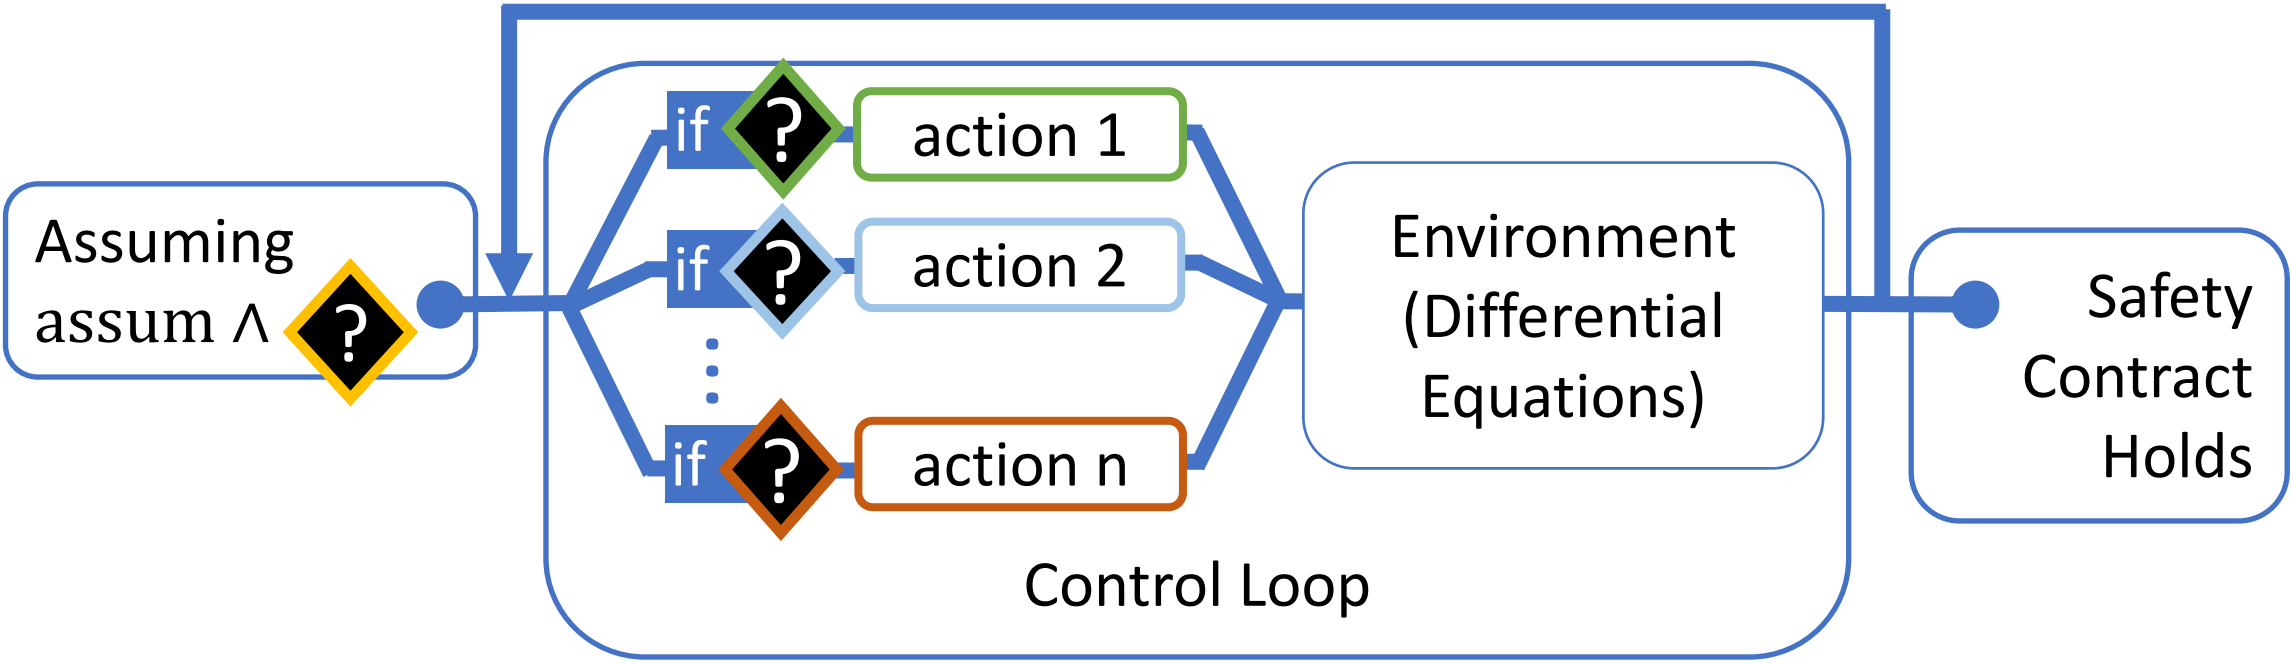 Assuming
assum ∧ ?
if ? action 1
if ? action 2
if ? action n
Environment
(Differential
Equations)
Control Loop
Safety
Contract
Holds